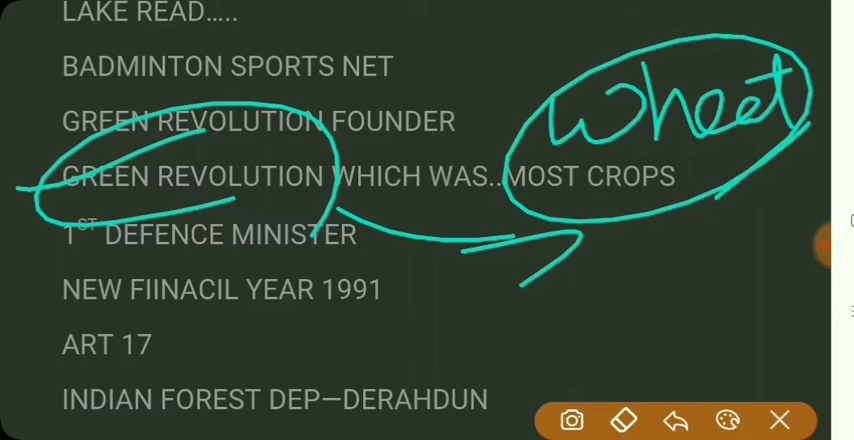 LAKE READ.....
BADMINTON SPORTS NET
wheet
GREEN REVOLUTION FOUNDER
GREEN REVOLUTION WHICH WAS..MOST CROPS
1ST DEFENCE MINISTER
NEW FIINACIL YEAR 1991
ART 17
INDIAN FOREST DEP—DERAHDUN